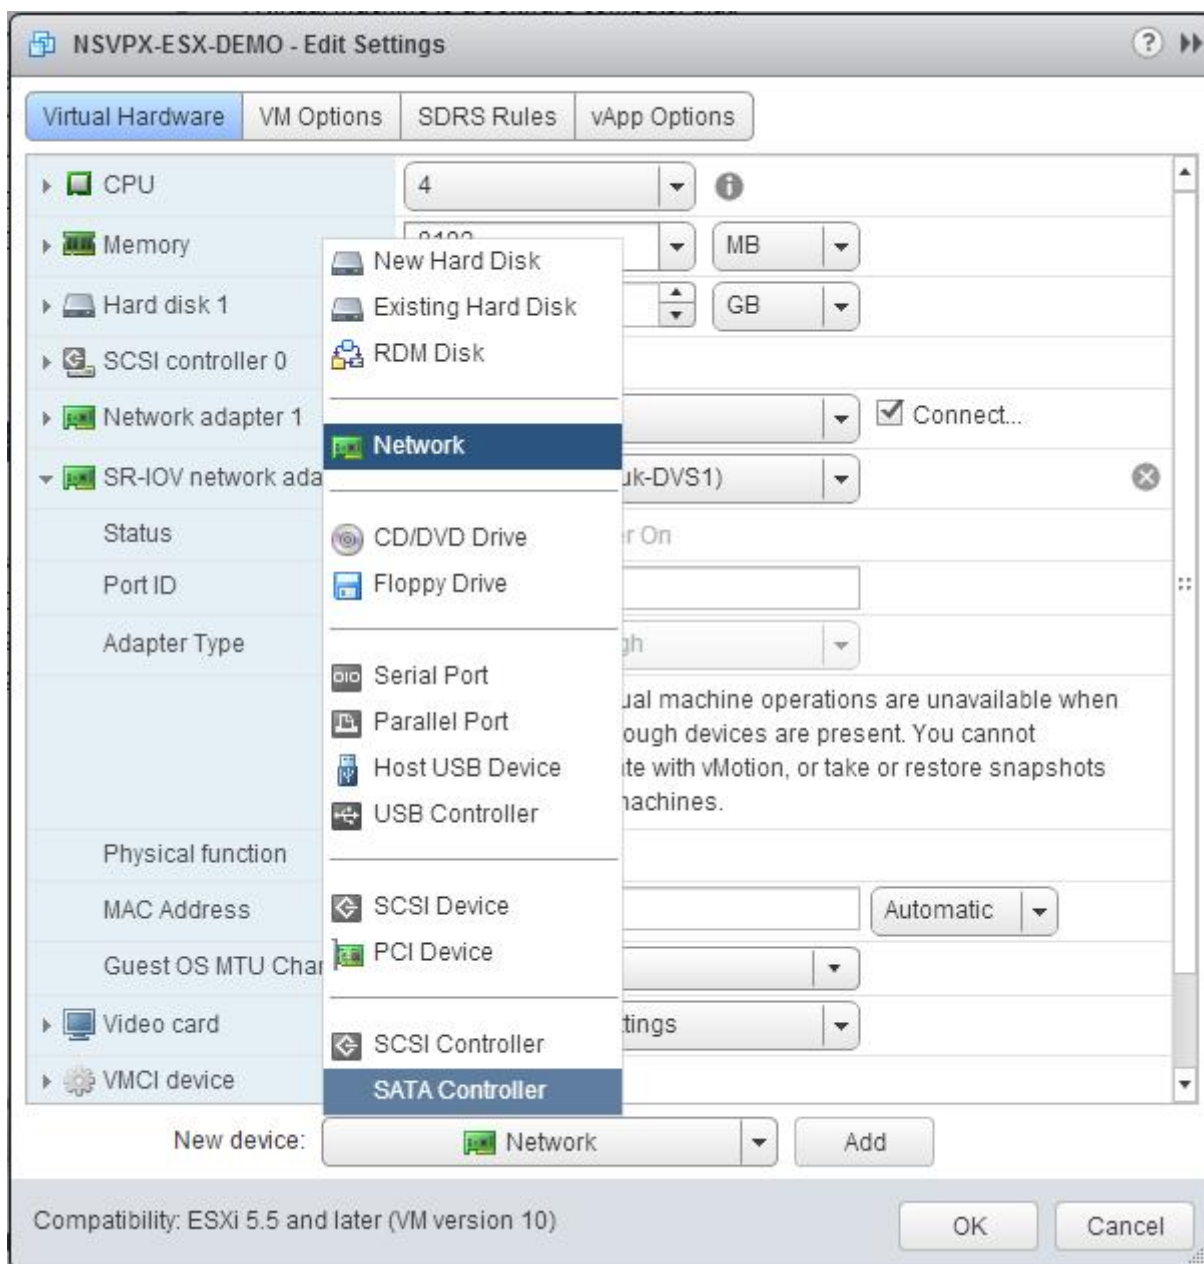 NSVPX-ESX-DEMO - Edit Settings
Virtual Hardware VM Options SDRS Rules vApp Options
CPU 4
Memory MB
New Hard Disk
Hard disk 1 Existing Hard Disk GB
RDM Disk
SCSI controller 0
Network adapter 1 Connect...
Network
SR-IOV network ada uk-DVS1)
Status CD/DVD Drive r On
Port ID Floppy Drive
Adapter Type gh
Serial Port
ual machine operations are unavailable when
Parallel Port
ough devices are present. You cannot
Host USB Device te with vMotion, or take or restore snapshots
USB Controller machines.
Physical function
MAC Address SCSI Device Automatic
Guest OS MTU Char PCI Device
Video card ttings
SCSI Controller
VMCI device SATA Controller
New device: Network Add
Compatibility: ESXi 5.5 and later (VM version 10) OK Cancel